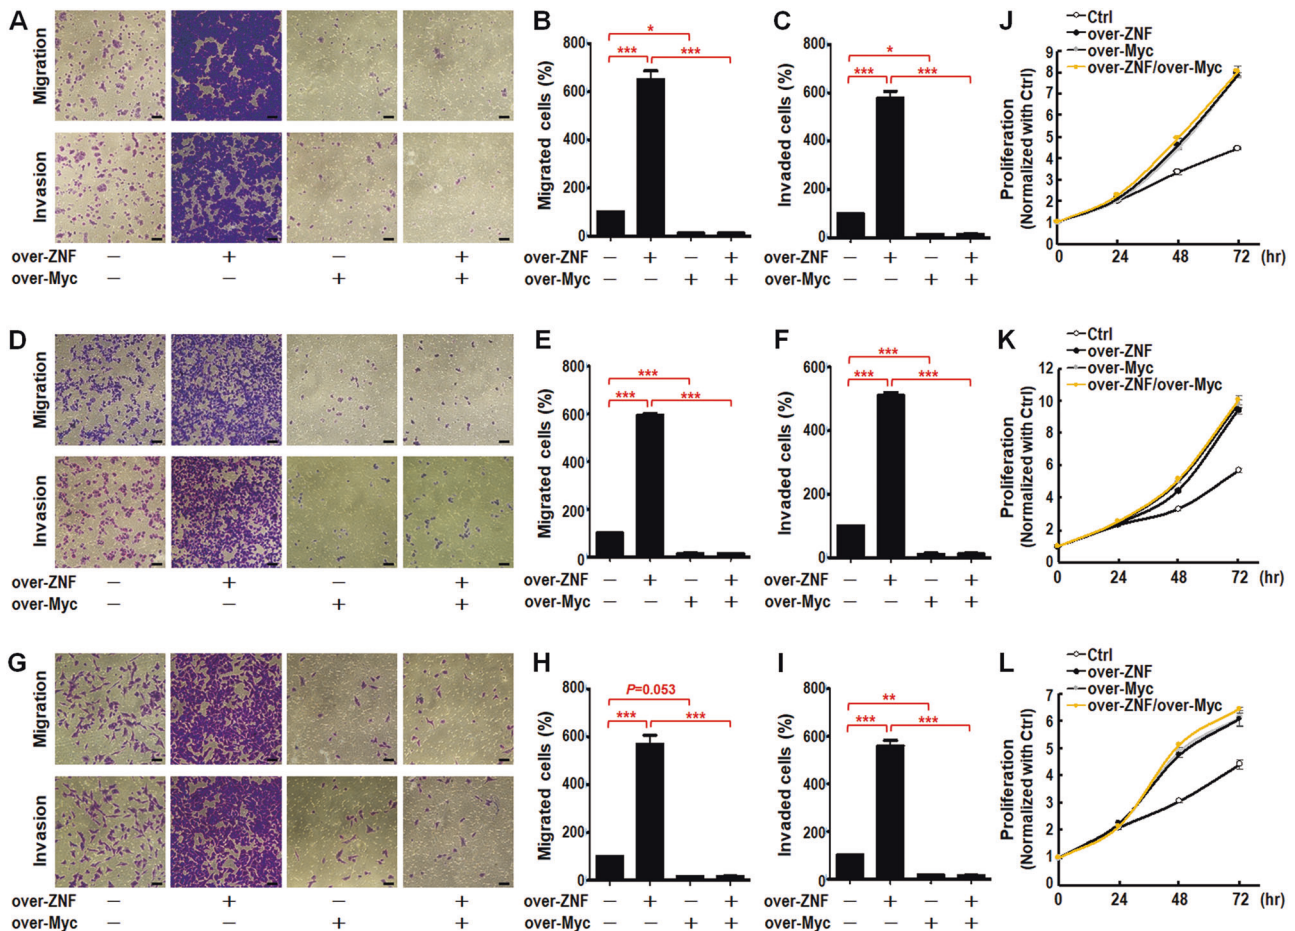 A
Migration
Invasion
over-ZNF − + − +
over-Myc − − + +
B
Migrated cells (%)
800
600
400
200
0
*
*** ***
over-ZNF − + − +
over-Myc − − + +
C
Invaded cells (%)
800
600
400
200
0
*
*** ***
over-ZNF − + − +
over-Myc − − + +
J
Ctrl
over-ZNF
over-Myc
over-ZNF/over-Myc
Proliferation
(Normalized with Ctrl)
9
8
7
6
5
4
3
2
1
0
0 24 48 72 (hr)
D
Migration
Invasion
over-ZNF − + − +
over-Myc − − + +
E
Migrated cells (%)
800
600
400
200
0
***
*** ***
over-ZNF − + − +
over-Myc − − + +
F
Invaded cells (%)
600
400
200
0
***
*** ***
over-ZNF − + − +
over-Myc − − + +
K
Ctrl
over-ZNF
over-Myc
over-ZNF/over-Myc
Proliferation
(Normalized with Ctrl)
12
10
8
6
4
2
0
0 24 48 72 (hr)
G
Migration
Invasion
over-ZNF − + − +
over-Myc − − + +
H
Migrated cells (%)
800
600
400
200
0
P=0.053
*** ***
over-ZNF − + − +
over-Myc − − + +
I
Invaded cells (%)
800
600
400
200
0
**
*** ***
over-ZNF − + − +
over-Myc − − + +
L
Ctrl
over-ZNF
over-Myc
over-ZNF/over-Myc
Proliferation
(Normalized with Ctrl)
7
6
5
4
3
2
1
0
0 24 48 72 (hr)